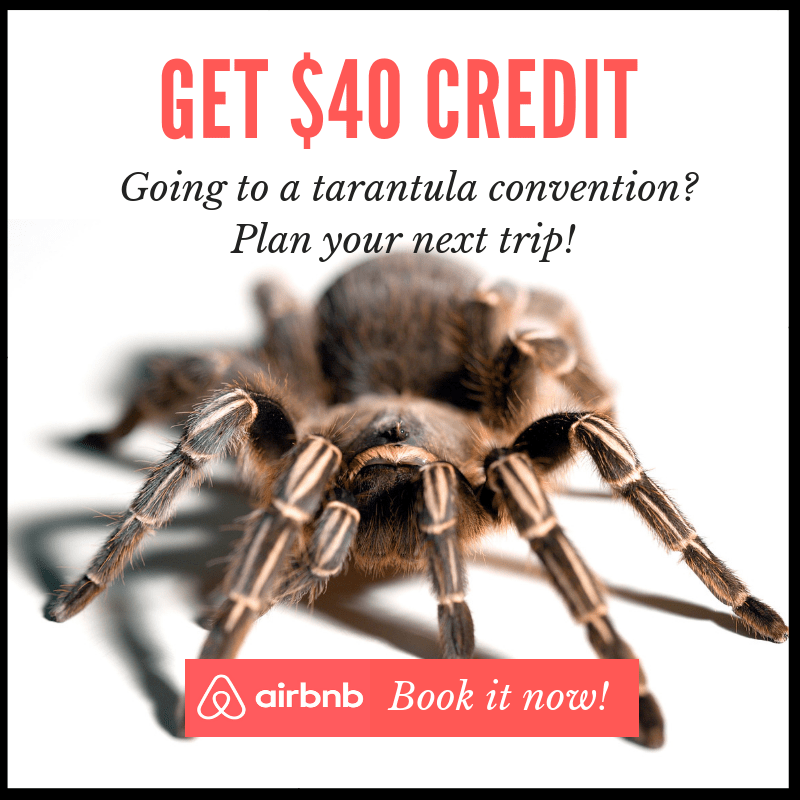 GET $40 CREDIT
Going to a tarantula convention?
Plan your next trip!
airbnb Book it now!